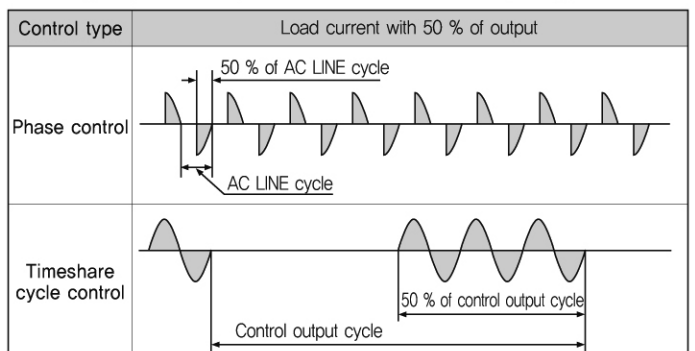 Control type
Load current with 50 % of output
50 % of AC LINE cycle
Phase control
AC LINE cycle
Timeshare
cycle control
50 % of control output cycle
Control output cycle